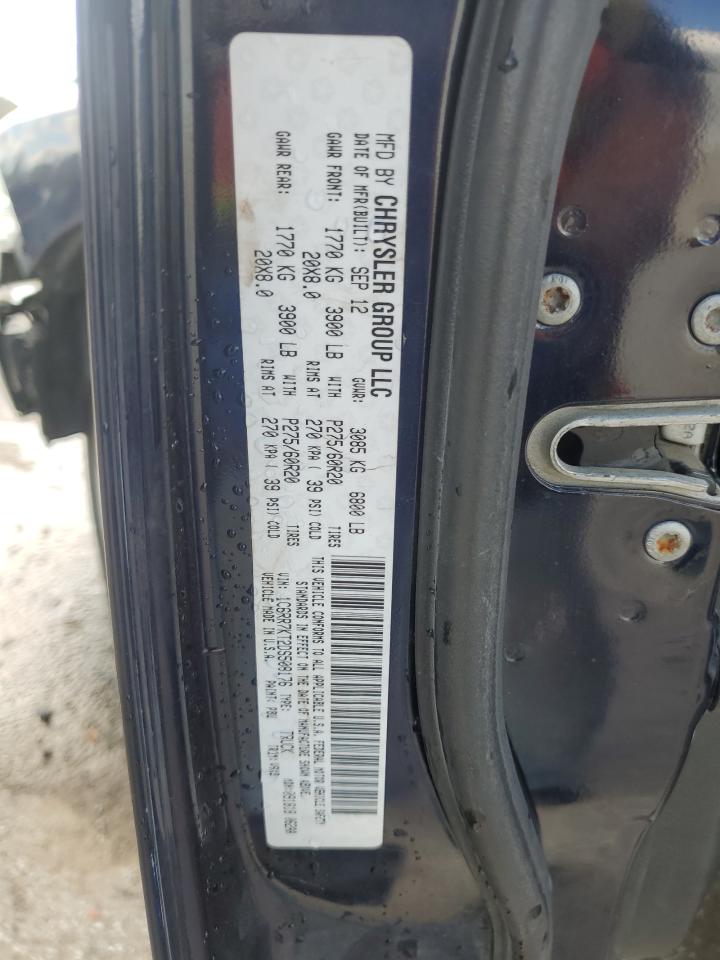 MFD BY CHRYSLER GROUP LLC
DATE OF MFR(BUILT): SEP 12 GVWR: 3085 KG 6800 LB
GAWR FRONT: 1770 KG 3900 LB WITH P275/60R20 TIRES
20X8.0 RIMS AT 270 KPA( 39 PSI) COLD
GAWR REAR: 1770 KG 3900 LB WITH P275/60R20 TIRES
20X8.0 RIMS AT 270 KPA( 39 PSI) COLD
THIS VEHICLE CONFORMS TO ALL APPLICABLE U.S.A. FEDERAL MOTOR VEHICLE SAFETY
STANDARDS IN EFFECT ON THE DATE OF MANUFACTURE SHOWN ABOVE.
VIN: 1C6RR7KT2DS508176 TYPE: TRUCK
VEHICLE MADE IN U.S.A. PAINT: PBU TRIM: